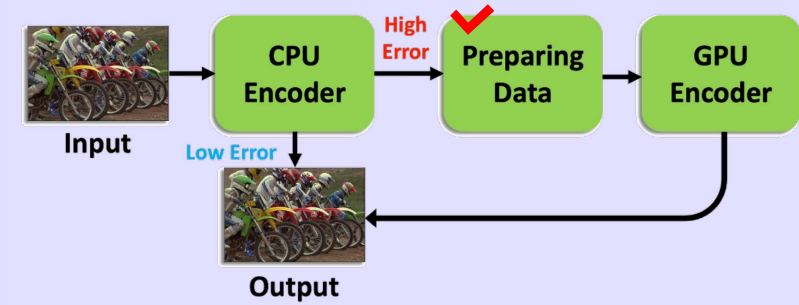 High
Error
CPU
Encoder
Preparing
Data
GPU
Encoder
Input
Low Error
Output